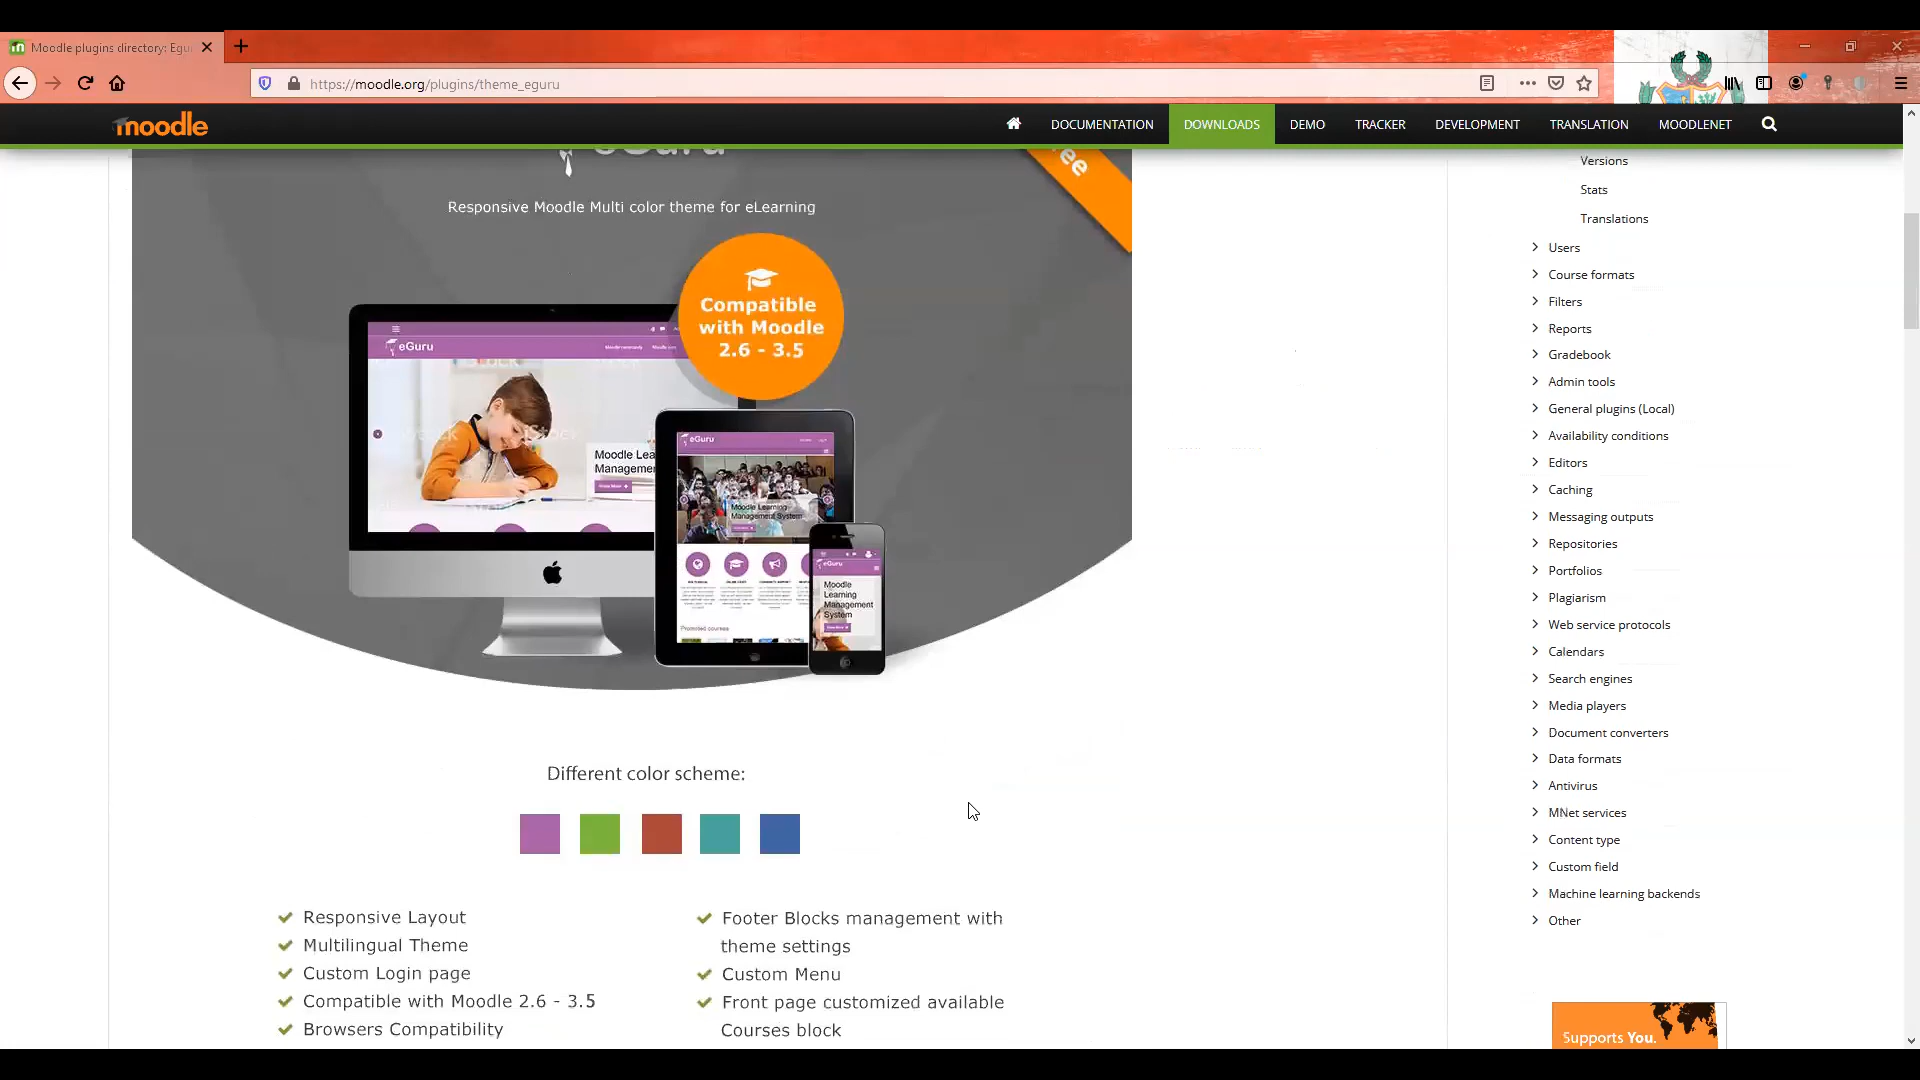 Moodle plugins directory: Egu
https://moodle.org/plugins/theme_eguru
moodle
DOCUMENTATION
DOWNLOADS
DEMO
TRACKER
DEVELOPMENT
TRANSLATION
MOODLENET
eGuru
Responsive Moodle Multi color theme for eLearning
Compatible
with Moodle
2.6 - 3.5
eGuru
Moodle Lea
Manageme
eGuru
Moodle Learning
Management System
Promoted courses
eGuru
Moodle
Learning
Management
System
Different color scheme:
Responsive Layout
Multilingual Theme
Custom Login page
Compatible with Moodle 2.6 - 3.5
Browsers Compatibility
Footer Blocks management with
theme settings
Custom Menu
Front page customized available
Courses block
Versions
Stats
Translations
Users
Course formats
Filters
Reports
Gradebook
Admin tools
General plugins (Local)
Availability conditions
Editors
Caching
Messaging outputs
Repositories
Portfolios
Plagiarism
Web service protocols
Calendars
Search engines
Media players
Document converters
Data formats
Antivirus
MNet services
Content type
Custom field
Machine learning backends
Other
Supports You.